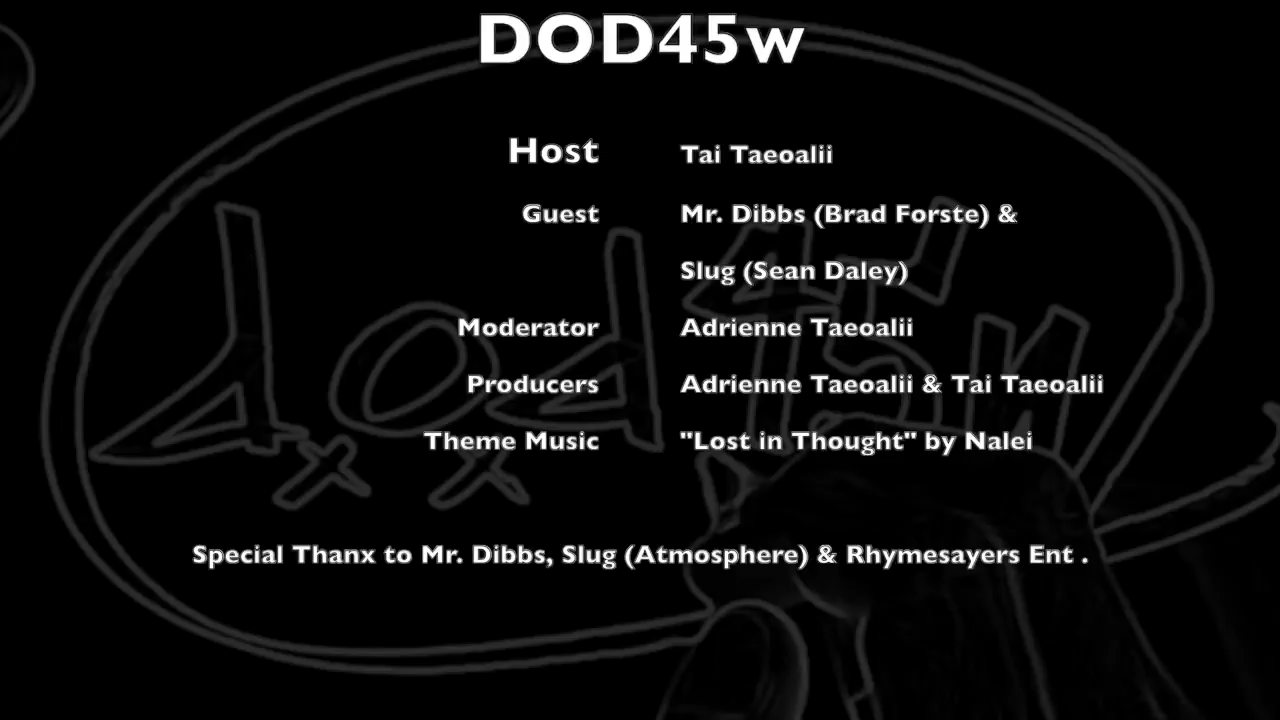 DOD45w
Host Tai Taeoalii
Guest Mr. Dibbs (Brad Forste) &
Slug (Sean Daley)
Moderator Adrienne Taeoalii
Producers Adrienne Taeoalii & Tai Taeoalii
Theme Music "Lost in Thought" by Nalei
Special Thanx to Mr. Dibbs, Slug (Atmosphere) & Rhymesayers Ent .
dod45w